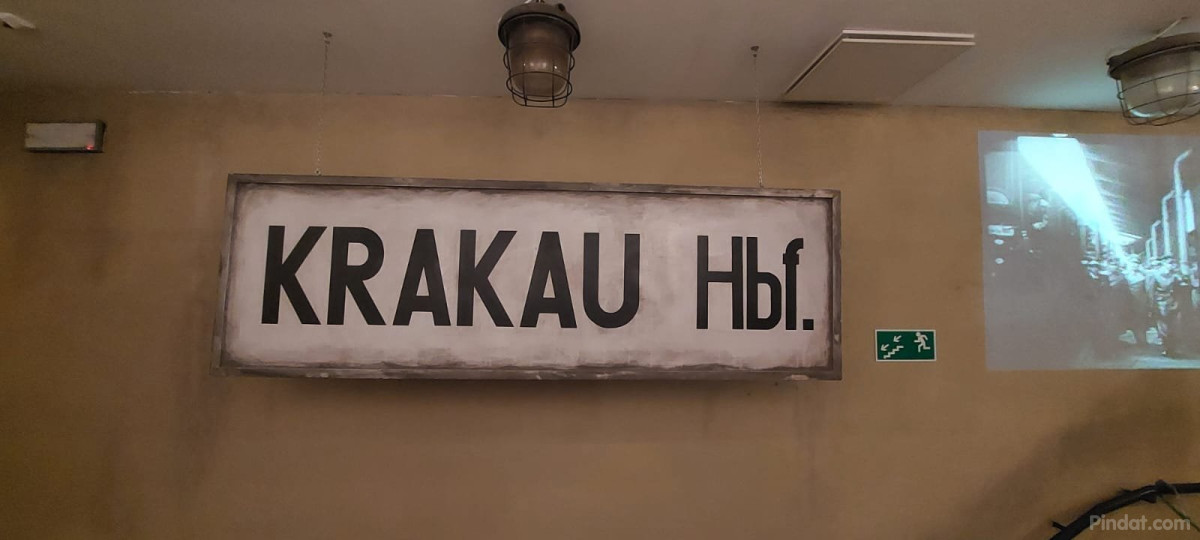 KRAKAU Hbf.
Pindat.com